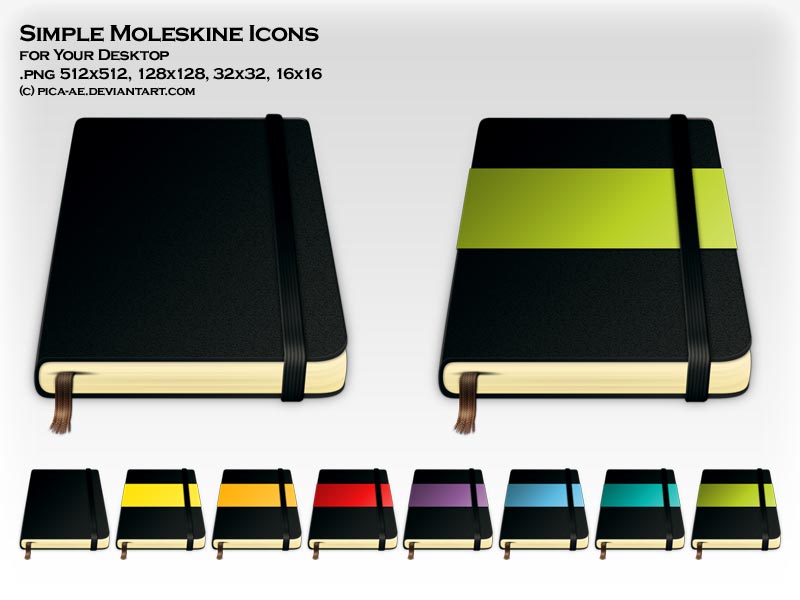 Simple Moleskine Icons
for Your Desktop
.png 512x512, 128x128, 32x32, 16x16
(c) pica-ae.deviantart.com